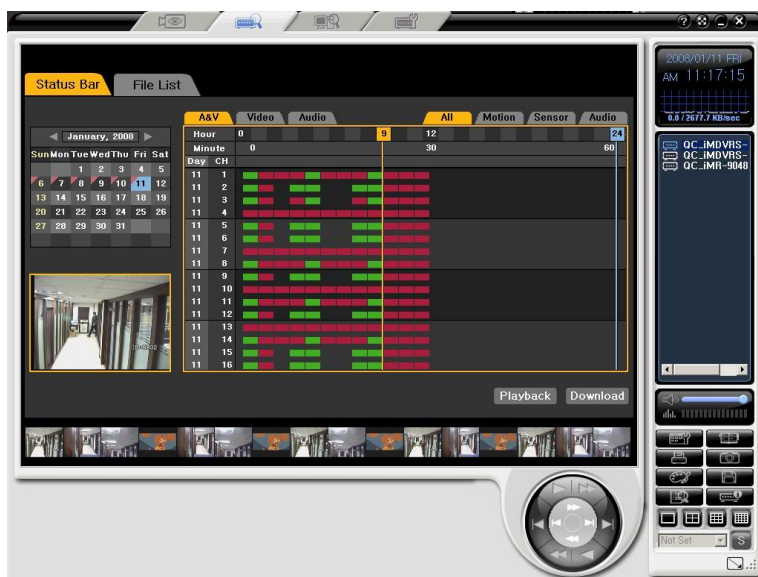 2008/01/11 FRI
AM 11:17:15
0.0 / 2677.7 KB/sec
Status Bar File List
A&V Video Audio All Motion Sensor Audio
January, 2008
Sun Mon Tue Wed Thu Fri Sat
1 2 3 4 5
6 7 8 9 10 11 12
13 14 15 16 17 18 19
20 21 22 23 24 25 26
27 28 29 30 31
Hour 0 9 12 24
Minute 0 30 60
Day CH
11 1
11 2
11 3
11 4
11 5
11 6
11 7
11 8
11 9
11 10
11 11
11 12
11 13
11 14
11 15
11 16
QC_iMDVRS-
QC_iMDVRS-
QC_iMR-9048
Playback Download
Not Set S